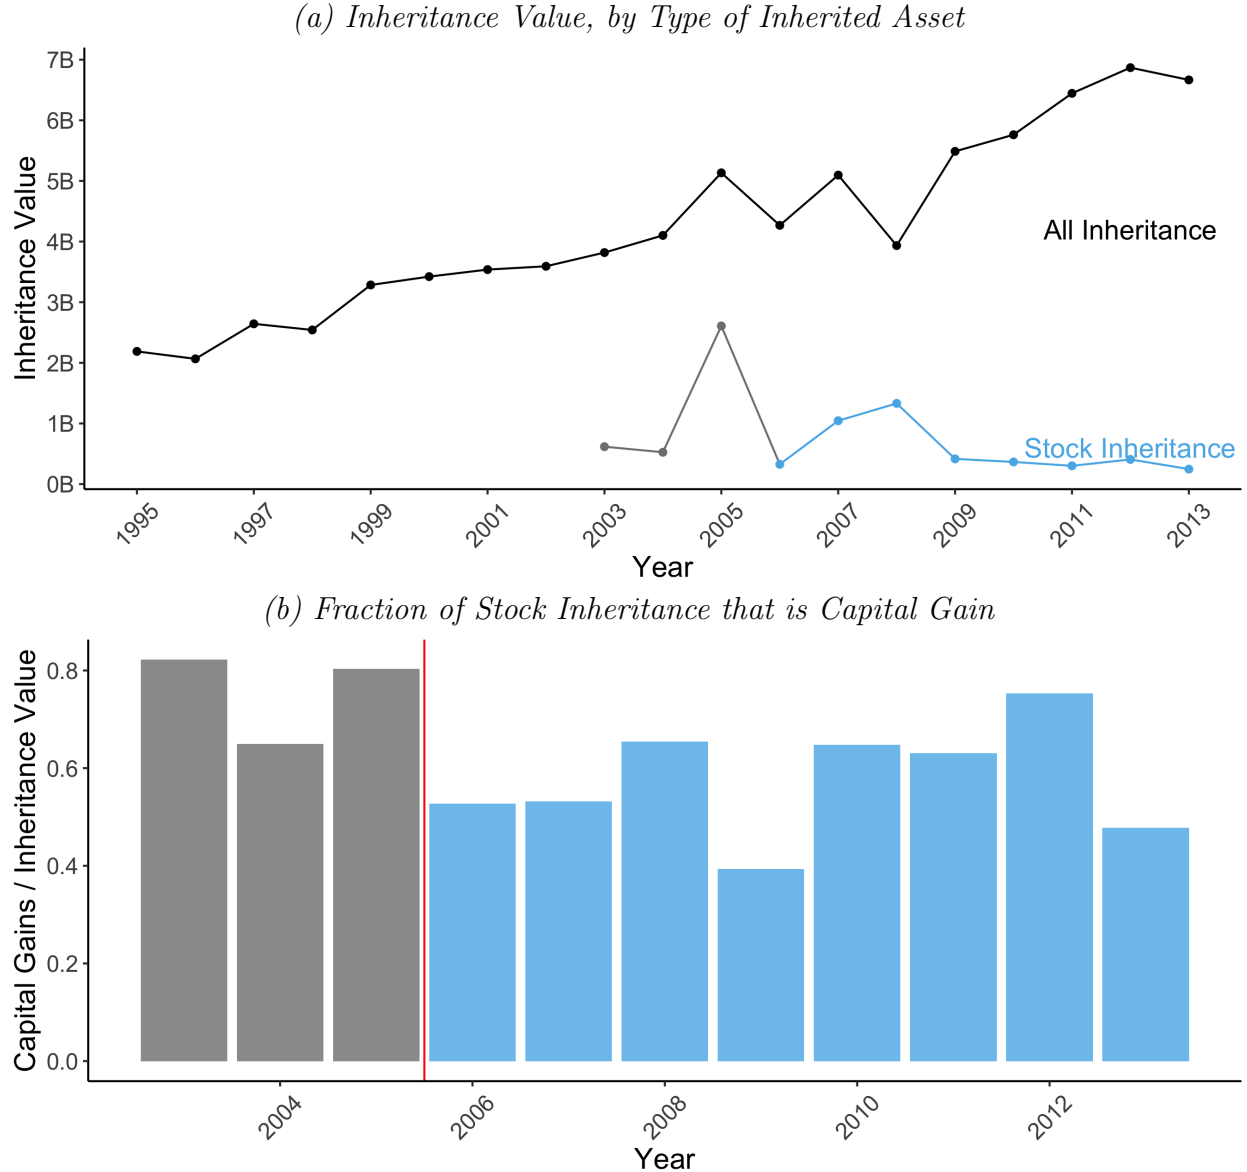 (a) Inheritance Value, by Type of Inherited Asset
7B
6B
5B
4B
3B
2B
1B
0B
Inheritance Value
All Inheritance
Stock Inheritance
1995
1997
1999
2001
2003
2005
2007
2009
2011
2013
Year
(b) Fraction of Stock Inheritance that is Capital Gain
0.8
0.6
0.4
0.2
0.0
Capital Gains / Inheritance Value
2004
2006
2008
2010
2012
Year